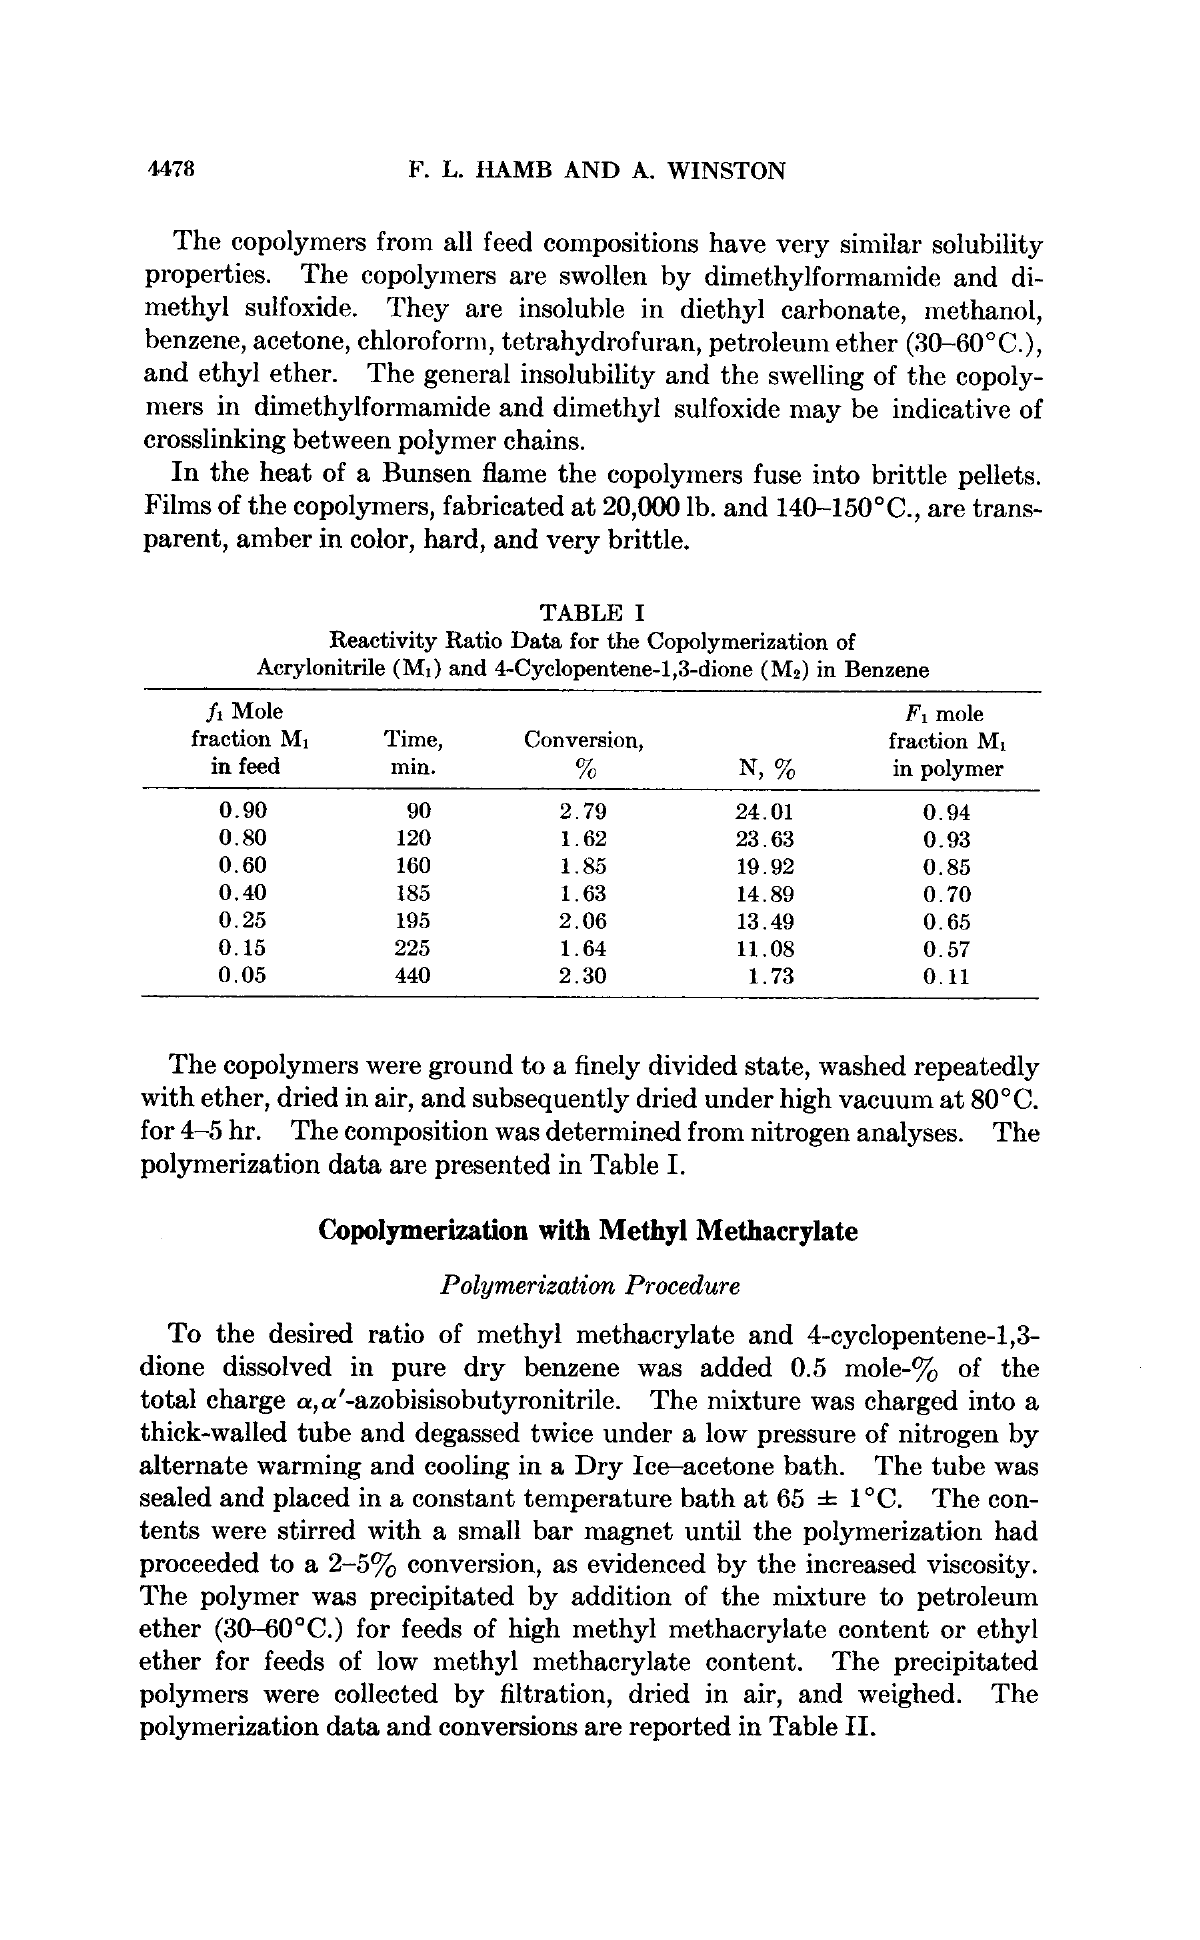 4478
F. L. HAMB AND A. WINSTON
The copolymers from all feed compositions have very similar solubility
properties. The copolymers are swollen by dimethylformamide and di-
methyl sulfoxide. They are insoluble in diethyl carbonate, methanol,
benzene, acetone, chloroform, tetrahydrofuran, petroleum ether (30–60°C.),
and ethyl ether. The general insolubility and the swelling of the copoly-
mers in dimethylformamide and dimethyl sulfoxide may be indicative of
crosslinking between polymer chains.
In the heat of a Bunsen flame the copolymers fuse into brittle pellets.
Films of the copolymers, fabricated at 20,000 lb. and 140–150°C., are trans-
parent, amber in color, hard, and very brittle.
TABLE I
Reactivity Ratio Data for the Copolymerization of
Acrylonitrile (M₁) and 4-Cyclopentene-1,3-dione (M₂) in Benzene
f₁ Mole F₁ mole
fraction M₁ Time, Conversion, fraction M₁
in feed min. % N, % in polymer
0.90 90 2.79 24.01 0.94
0.80 120 1.62 23.63 0.93
0.60 160 1.85 19.92 0.85
0.40 185 1.63 14.89 0.70
0.25 195 2.06 13.49 0.65
0.15 225 1.64 11.08 0.57
0.05 440 2.30 1.73 0.11
The copolymers were ground to a finely divided state, washed repeatedly
with ether, dried in air, and subsequently dried under high vacuum at 80°C.
for 4–5 hr. The composition was determined from nitrogen analyses. The
polymerization data are presented in Table I.
Copolymerization with Methyl Methacrylate
Polymerization Procedure
To the desired ratio of methyl methacrylate and 4-cyclopentene-1,3-
dione dissolved in pure dry benzene was added 0.5 mole-% of the
total charge α,α′-azobisisobutyronitrile. The mixture was charged into a
thick-walled tube and degassed twice under a low pressure of nitrogen by
alternate warming and cooling in a Dry Ice–acetone bath. The tube was
sealed and placed in a constant temperature bath at 65 ± 1°C. The con-
tents were stirred with a small bar magnet until the polymerization had
proceeded to a 2–5% conversion, as evidenced by the increased viscosity.
The polymer was precipitated by addition of the mixture to petroleum
ether (30–60°C.) for feeds of high methyl methacrylate content or ethyl
ether for feeds of low methyl methacrylate content. The precipitated
polymers were collected by filtration, dried in air, and weighed. The
polymerization data and conversions are reported in Table II.